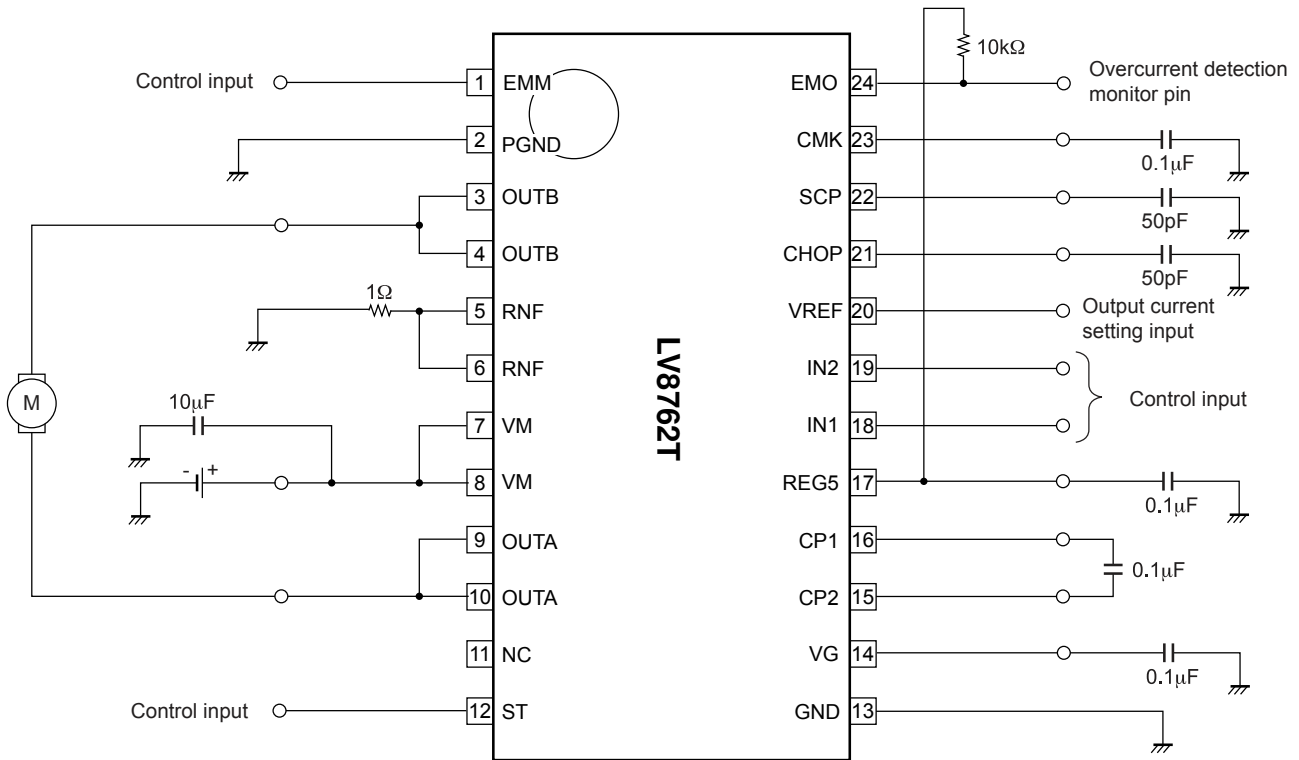 10kΩ
Control input
1
EMM
EMO
24
Overcurrent detection
monitor pin
2
PGND
CMK
23
0.1μF
3
OUTB
SCP
22
50pF
4
OUTB
CHOP
21
50pF
1Ω
5
RNF
VREF
20
Output current
setting input
6
RNF
IN2
19
LV8762T
M
Control input
10μF
7
VM
IN1
18
- +
8
VM
REG5
17
0.1μF
9
OUTA
CP1
16
0.1μF
10
OUTA
CP2
15
11
NC
VG
14
0.1μF
Control input
12
ST
GND
13